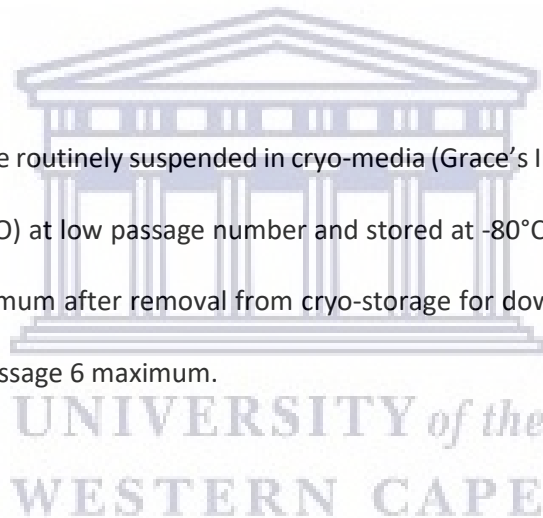 e routinely suspended in cryo-media (Grace's I
O) at low passage number and stored at -80°C
mum after removal from cryo-storage for dow
ssage 6 maximum.
UNIVERSITY of the
WESTERN CAPE